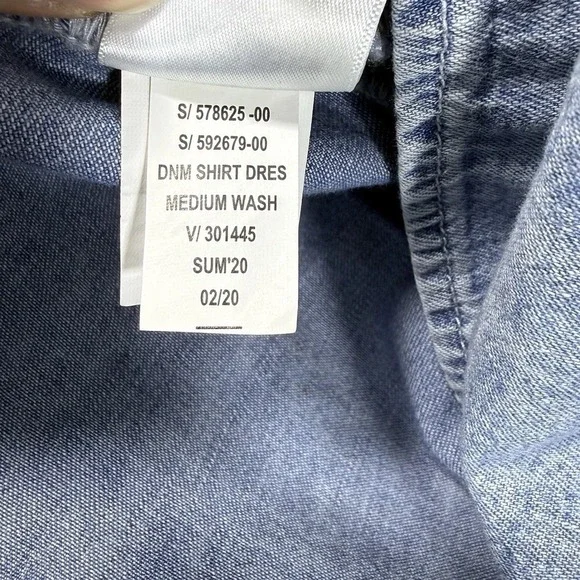 S/ 578625 -00
S/ 592679-00
DNM SHIRT DRES
MEDIUM WASH
V/ 301445
SUM'20
02/20